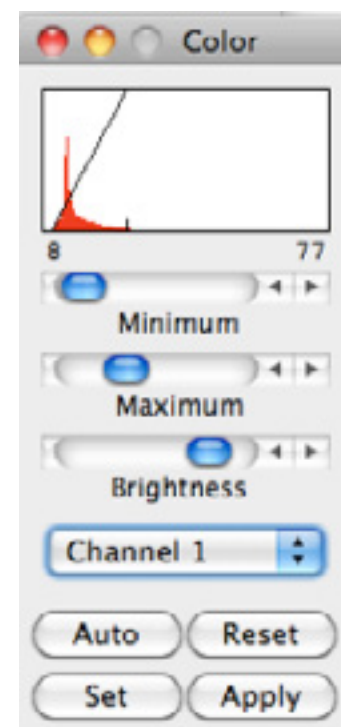 Color
8 77
Minimum
Maximum
Brightness
Channel 1
Auto Reset
Set Apply